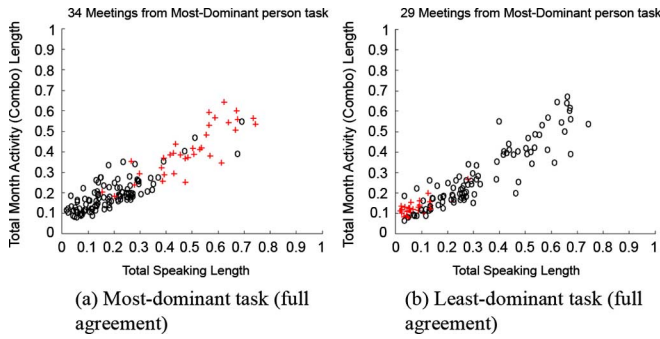 34 Meetings from Most-Dominant person task
1
0.9
0.8
0.7
0.6
0.5
0.4
0.3
0.2
0.1
0
Total Month Activity (Combo) Length
0 0.1 0.2 0.3 0.4 0.5 0.6 0.7 0.8 0.9 1
Total Speaking Length
(a) Most-dominant task (full
agreement)
29 Meetings from Most-Dominant person task
1
0.9
0.8
0.7
0.6
0.5
0.4
0.3
0.2
0.1
0
Total Month Activity (Combo) Length
0 0.1 0.2 0.3 0.4 0.5 0.6 0.7 0.8 0.9 1
Total Speaking Length
(b) Least-dominant task (full
agreement)